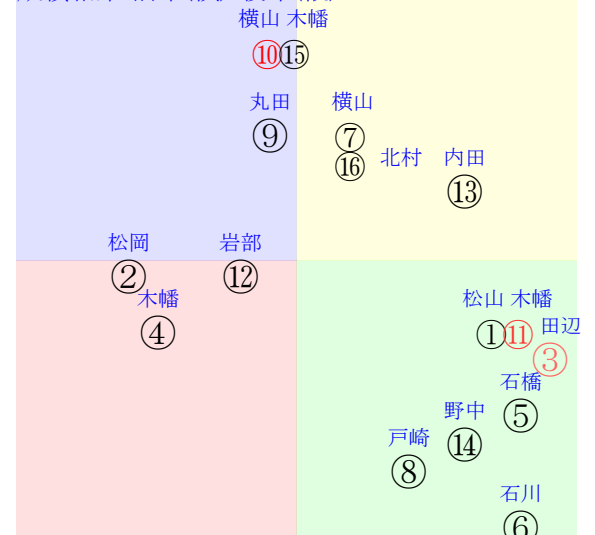 横山 木幡
⑩⑮
丸田 横山
⑨ ⑦
北村 内田
⑯ ⑬
松岡 岩部
② ⑫
木幡
④
松山 木幡 田辺
① ⑪ ③
石橋
⑤
野中
⑭
戸崎
⑧
石川
⑥